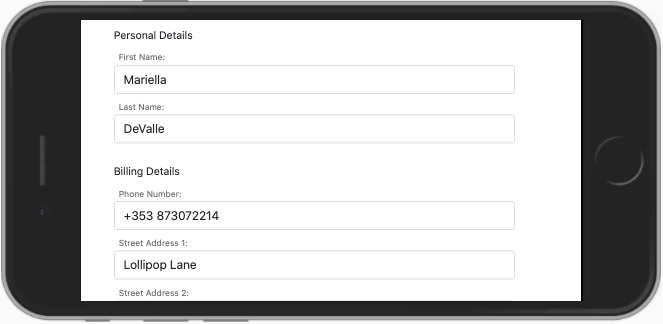 Personal Details
First Name:
Mariella
Last Name:
DeValle
Billing Details
Phone Number:
+353 873072214
Street Address 1:
Lollipop Lane
Street Address 2: